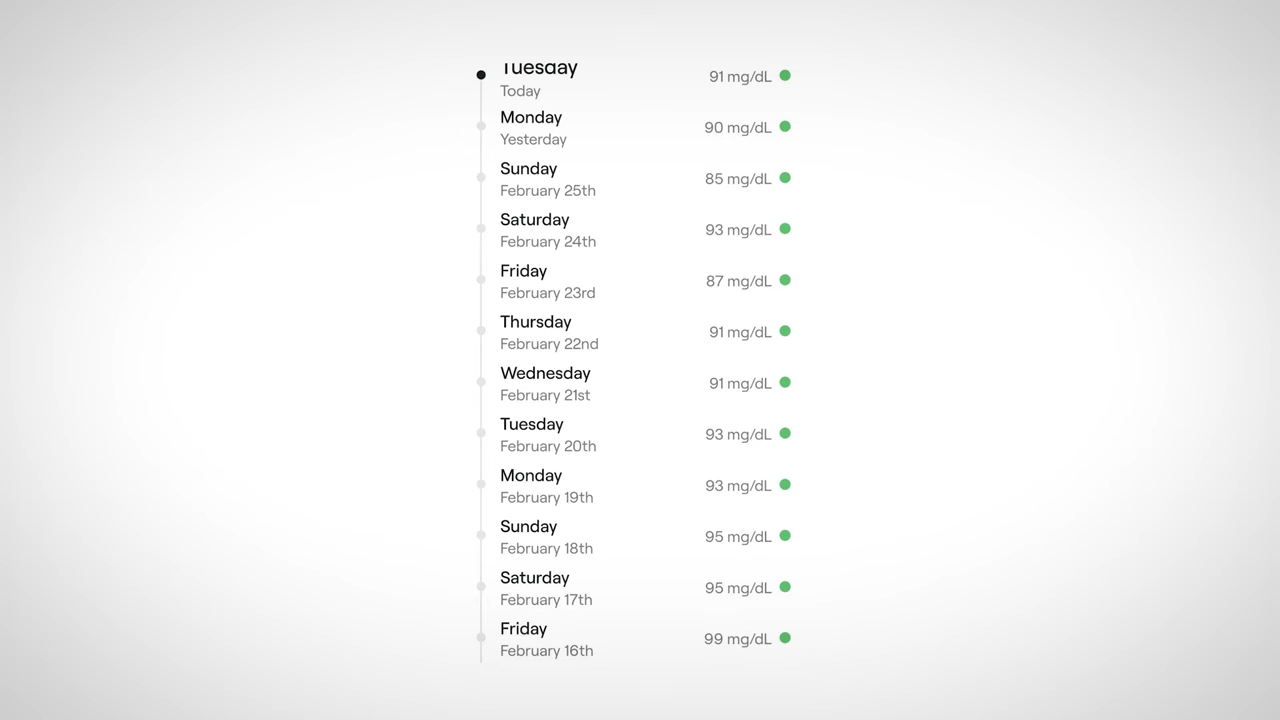 Tuesday
Today
91 mg/dL
Monday
Yesterday
90 mg/dL
Sunday
February 25th
85 mg/dL
Saturday
February 24th
93 mg/dL
Friday
February 23rd
87 mg/dL
Thursday
February 22nd
91 mg/dL
Wednesday
February 21st
91 mg/dL
Tuesday
February 20th
93 mg/dL
Monday
February 19th
93 mg/dL
Sunday
February 18th
95 mg/dL
Saturday
February 17th
95 mg/dL
Friday
February 16th
99 mg/dL